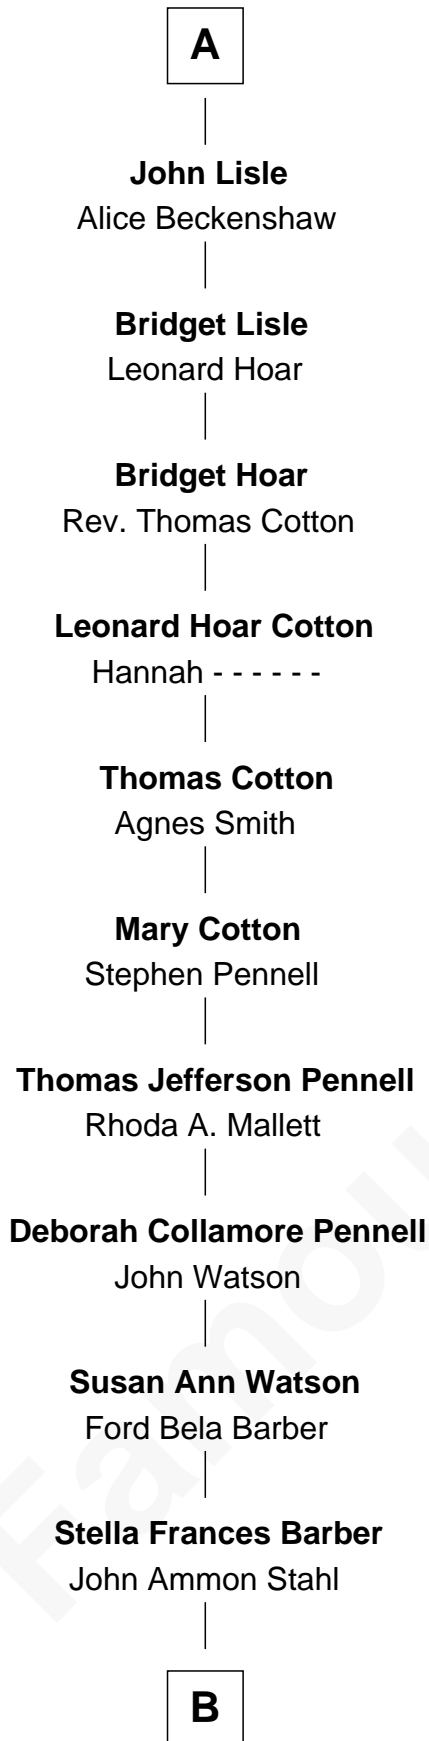 A
John Lisle
Alice Beckenshaw
Bridget Lisle
Leonard Hoar
Bridget Hoar
Rev. Thomas Cotton
Leonard Hoar Cotton
Hannah - - - - - -
Thomas Cotton
Agnes Smith
Mary Cotton
Stephen Pennell
Thomas Jefferson Pennell
Rhoda A. Mallett
Deborah Collamore Pennell
John Watson
Susan Ann Watson
Ford Bela Barber
Stella Frances Barber
John Ammon Stahl
B
Famou